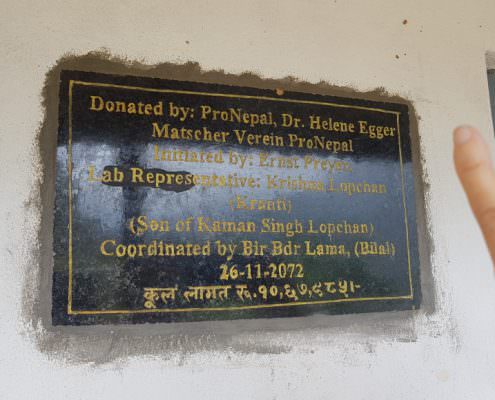 Donated by: ProNepal, Dr. Helene Egger
Matscher Verein ProNepal
Initiated by: Ernst Preyer,
Lab Representative: Krishna Lopchan
(Kranti)
(Son of Kaman Singh Lopchan)
Coordinated by Bir Bdr Lama, (Bilal)
26-11-2072
कूल लागत रू.१०,६७,९८५।-